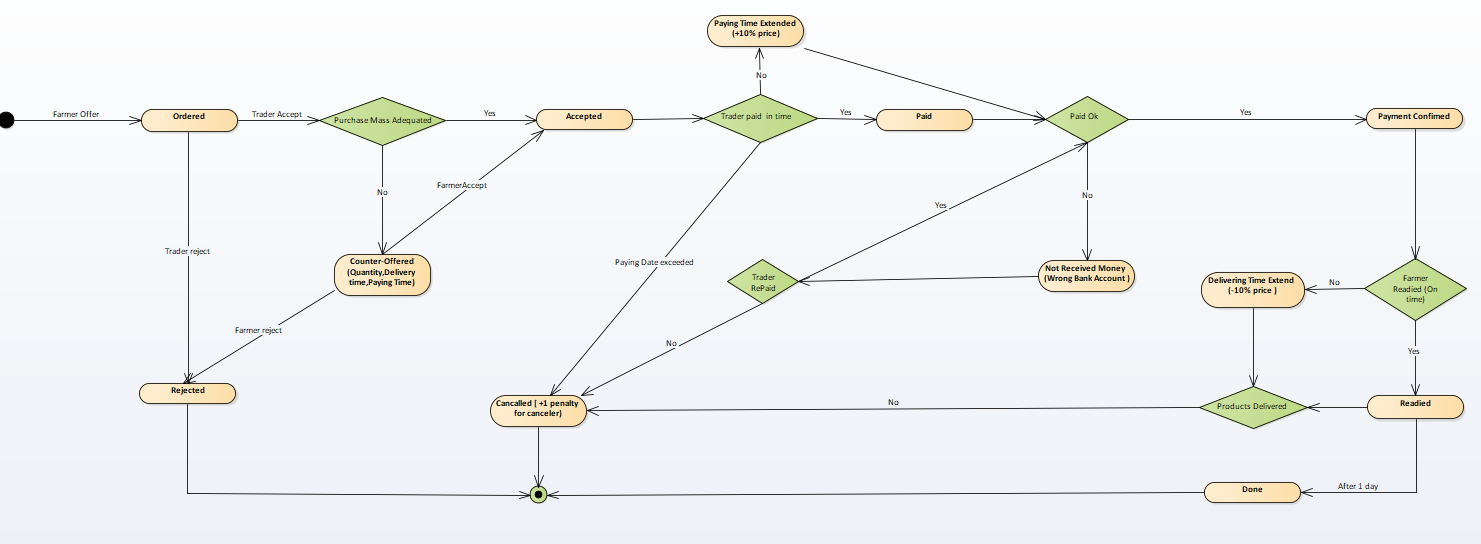 Paying Time Extended
(+10% price)
No
Farmer Offer
Ordered
Trader Accept
Purchase Mass Adequated
Yes
Accepted
Trader paid in time
Yes
Paid
Paid Ok
Yes
Payment Confimed
No
FarmerAccept
No
Yes
Trader reject
Counter-Offered
(Quantity,Delivery
time,Paying Time)
Paying Date exceeded
Trader
RePaid
Not Received Money
(Wrong Bank Account )
Delivering Time Extend
(-10% price )
No
Farmer
Readied (On
time)
Farmer reject
No
Yes
Rejected
Cancalled [ +1 penalty
for canceler)
No
Products Delivered
Readied
Done
After 1 day